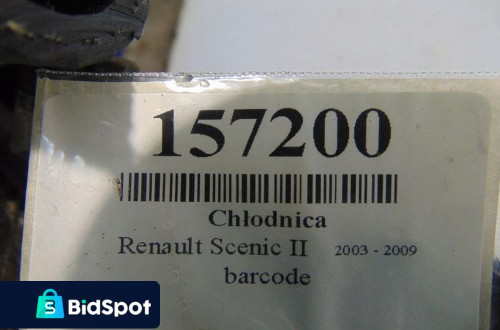 157200
Chłodnica
Renault Scenic II 2003 - 2009
barcode
S BidSpot